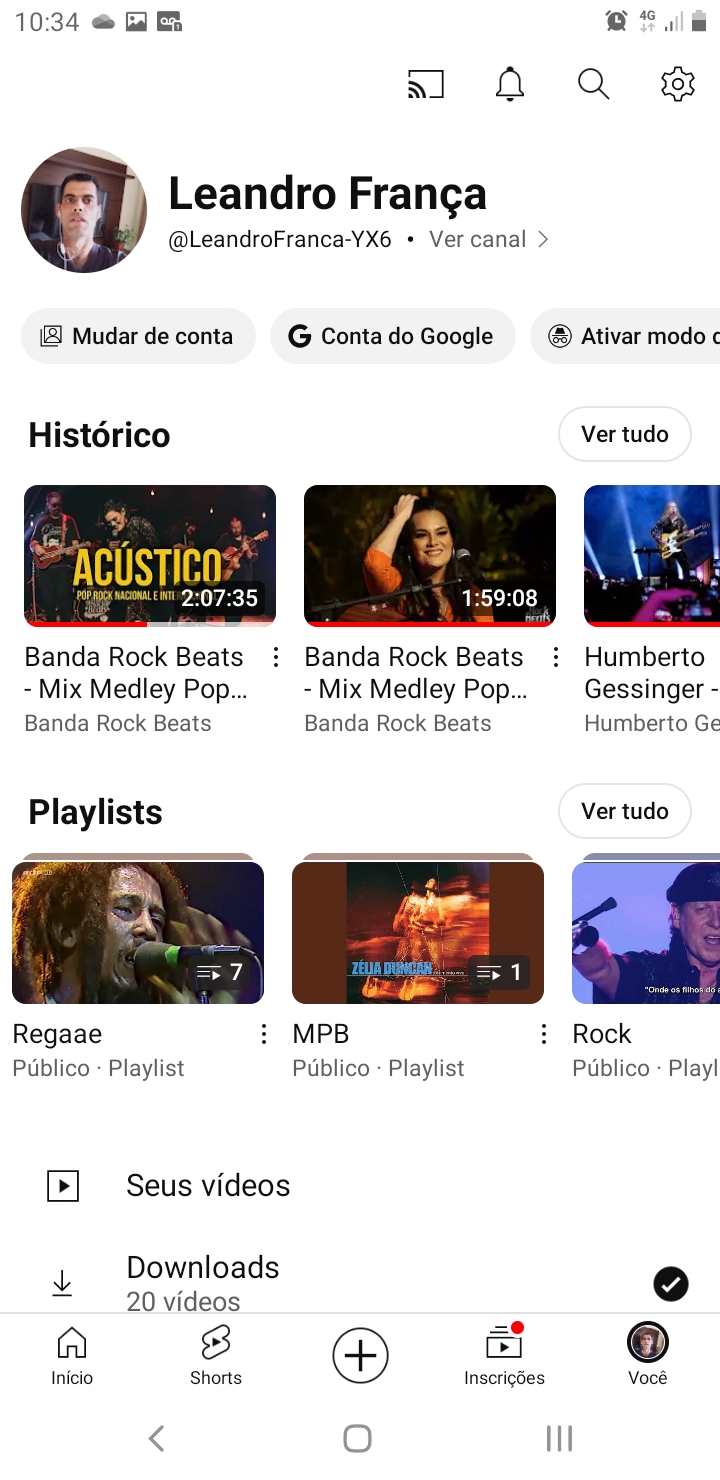 10:34
4G
Leandro França
@LeandroFranca-YX6 • Ver canal
Mudar de conta
Conta do Google
Ativar modo
Histórico
Ver tudo
ACÚSTICO
POP ROCK NACIONAL E
2:07:35
1:59:08
Banda Rock Beats
- Mix Medley Pop...
Banda Rock Beats
Banda Rock Beats
- Mix Medley Pop...
Banda Rock Beats
Humberto
Gessinger -
Humberto Ge
Playlists
Ver tudo
7
ZÉLIA DUNCAN
1
"Onde os filhos do a
Regaae
Público · Playlist
MPB
Público · Playlist
Rock
Público · Playl
Seus vídeos
Downloads
20 vídeos
Início
Shorts
Inscrições
Você